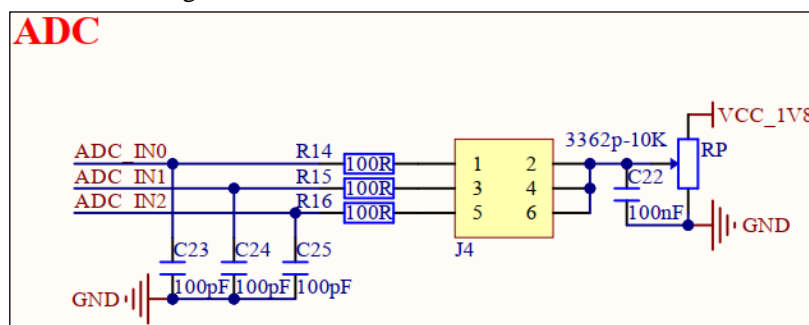 ADC
VCC_1V8
3362p-10K
ADC_IN0 R14 100R 1 2 RP
ADC_IN1 R15 100R 3 4 C22
ADC_IN2 R16 100R 5 6 100nF
GND
C23 C24 C25 J4
100pF 100pF 100pF
GND